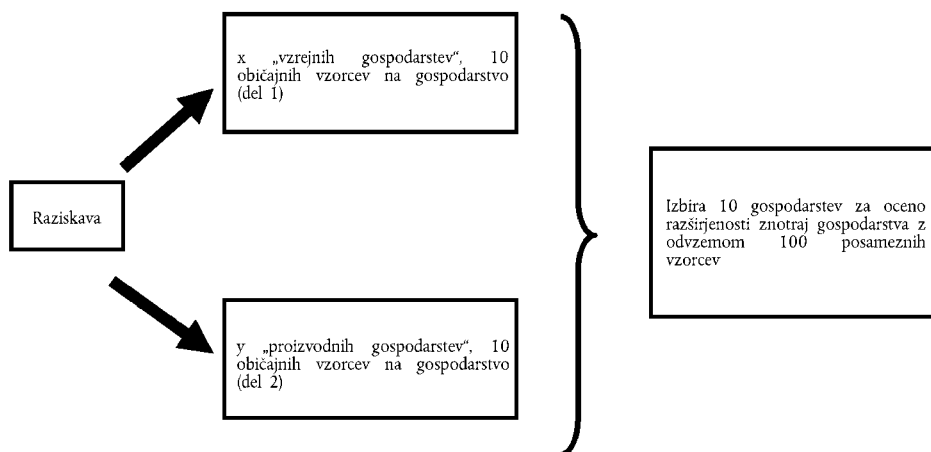 x „vzrejnih gospodarstev“, 10
običajnih vzorcev na gospodarstvo
(del 1)
Raziskava
y „proizvodnih gospodarstev“, 10
običajnih vzorcev na gospodarstvo
(del 2)
Izbira 10 gospodarstev za oceno
razširjenosti znotraj gospodarstva z
odvzemom 100 posameznih
vzorcev